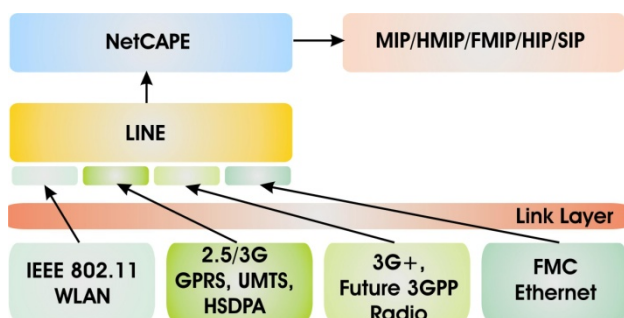 NetCAPE
MIP/HMIP/FMIP/HIP/SIP
LINE
Link Layer
IEEE 802.11
WLAN
2.5/3G
GPRS, UMTS,
HSDPA
3G+,
Future 3GPP
Radio
FMC
Ethernet